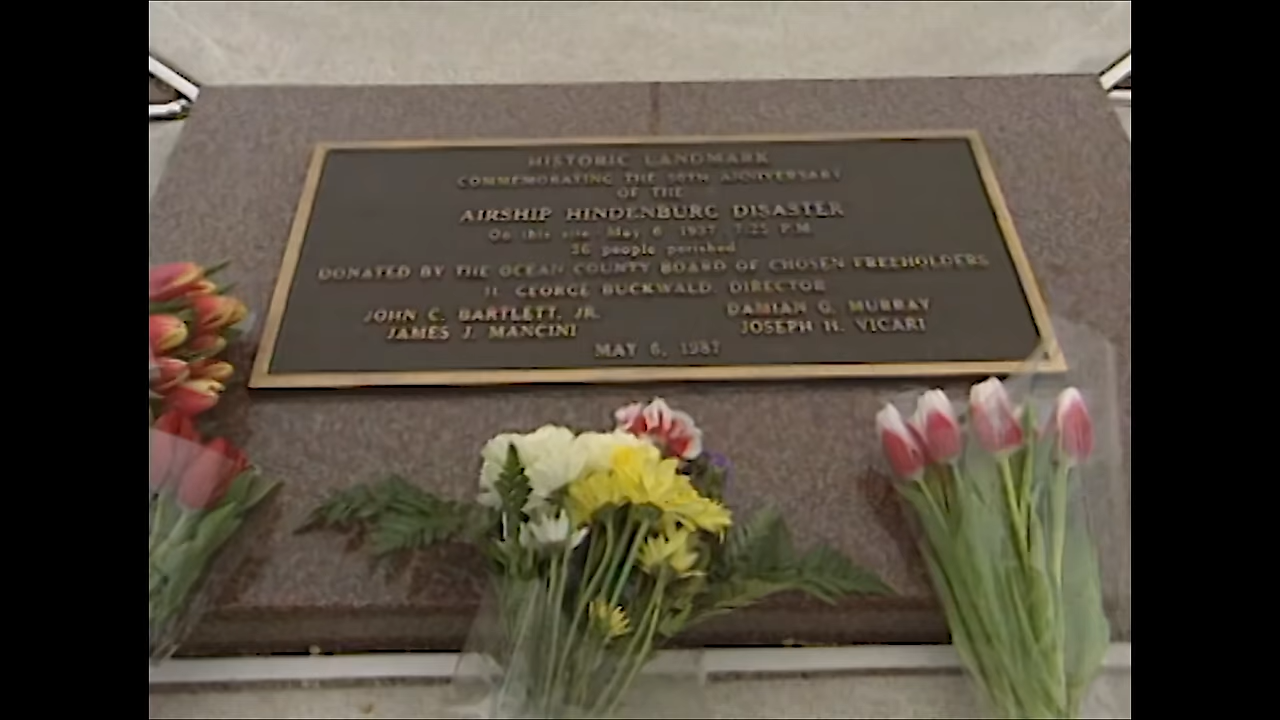 HISTORIC LANDMARK
COMMEMORATING THE 50TH ANNIVERSARY
OF THE
AIRSHIP HINDENBURG DISASTER
On this site May 6, 1937, 7:25 P.M.
36 people perished
DONATED BY THE OCEAN COUNTY BOARD OF CHOSEN FREEHOLDERS
H. GEORGE BUCKWALD, DIRECTOR
JOHN C. BARTLETT, JR. DAMIAN G. MURRAY
JAMES J. MANCINI JOSEPH H. VICARI
MAY 6, 1987